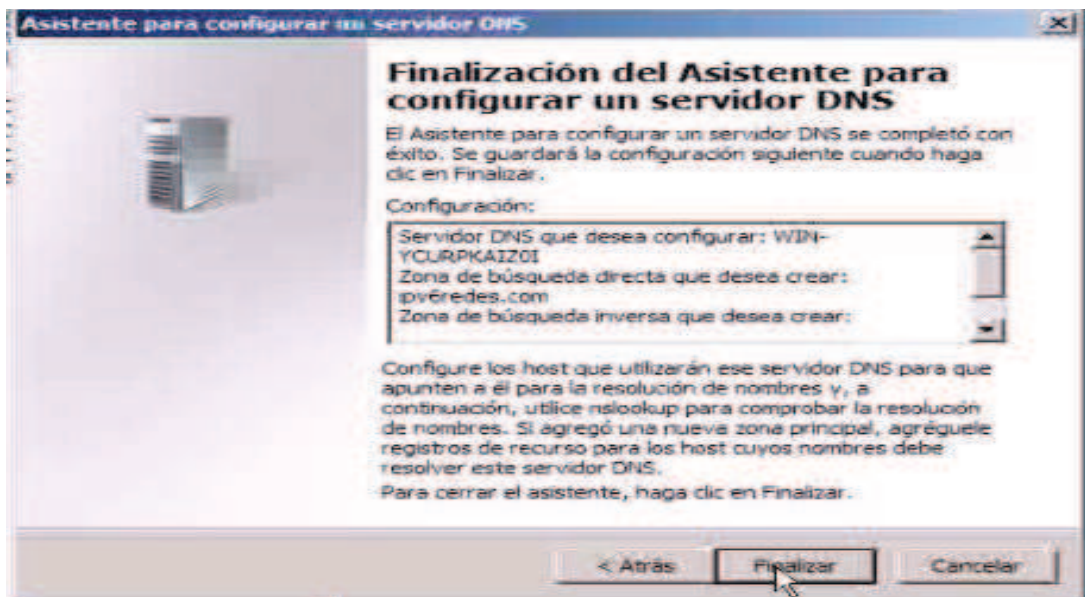 Asistente para configurar un servidor DNS
Finalización del Asistente para
configurar un servidor DNS
El Asistente para configurar un servidor DNS se completó con
éxito. Se guardará la configuración siguiente cuando haga
clic en Finalizar.
Configuración:
Servidor DNS que desea configurar: WIN-
YCURPKAIZ0I
Zona de búsqueda directa que desea crear:
ipv6redes.com
Zona de búsqueda inversa que desea crear:
Configure los host que utilizarán ese servidor DNS para que
apunten a él para la resolución de nombres y, a
continuación, utilice nslookup para comprobar la resolución
de nombres. Si agregó una nueva zona principal, agréguele
registros de recurso para los host cuyos nombres debe
resolver este servidor DNS.
Para cerrar el asistente, haga clic en Finalizar.
< Atrás
Finalizar
Cancelar